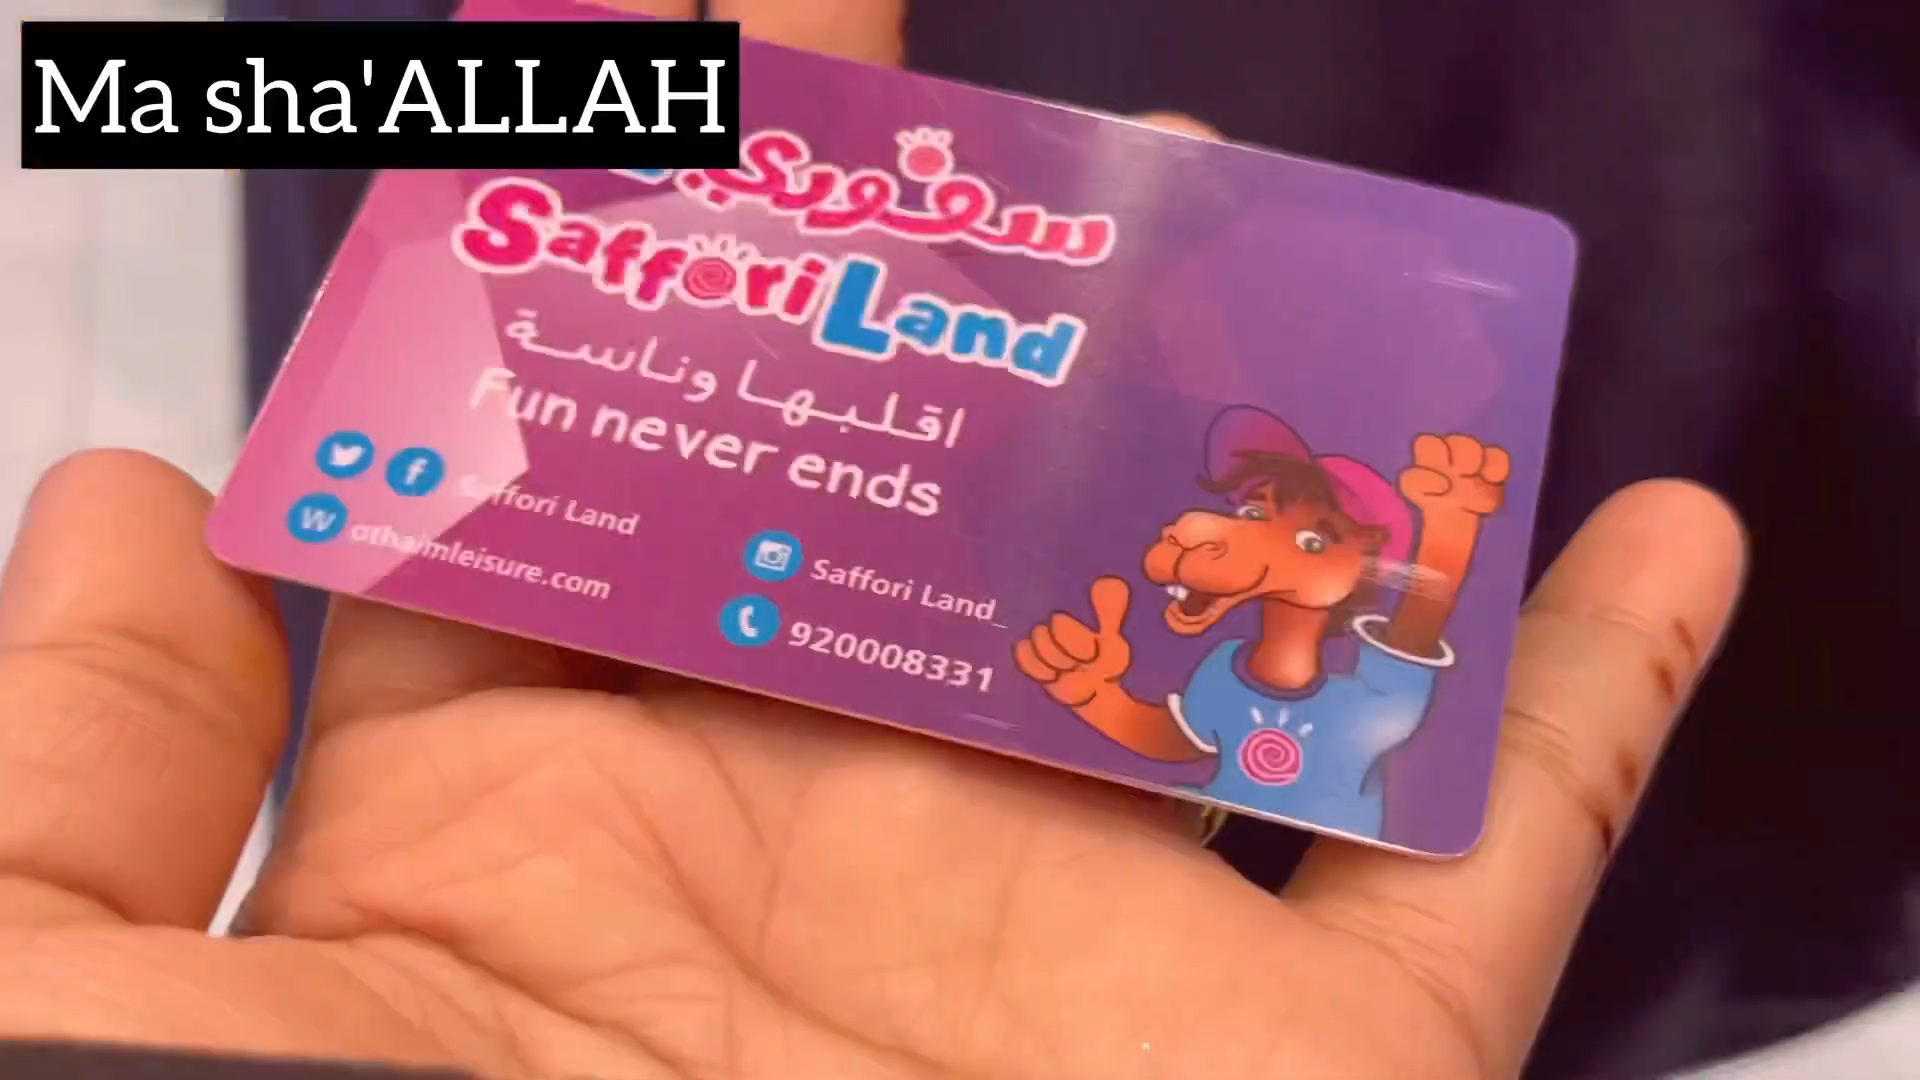 Ma sha'ALLAH
سفوري
Saffori Land
اقلبها وناسة
Fun never ends
Saffori Land
W othaimleisure.com
Saffori Land_
920008331